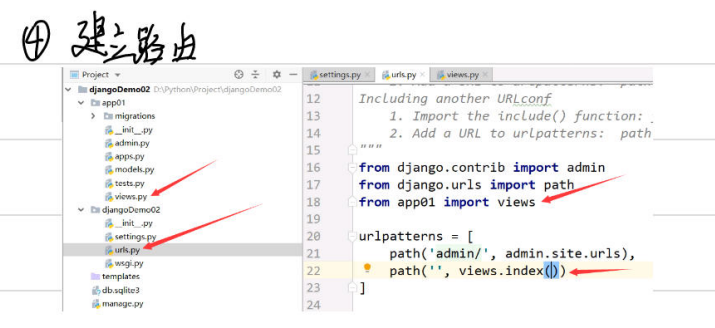 ④ 建立路由
Project
djangoDemo02 D:\Python\Project\djangoDemo02
app01
migrations
__init__.py
admin.py
apps.py
models.py
tests.py
views.py
djangoDemo02
__init__.py
settings.py
urls.py
wsgi.py
templates
db.sqlite3
manage.py
settings.py × urls.py × views.py ×
12 Including another URLconf
13 1. Import the include() function:
14 2. Add a URL to urlpatterns: path
15 """
16 from django.contrib import admin
17 from django.urls import path
18 from app01 import views
19
20 urlpatterns = [
21 path('admin/', admin.site.urls),
22 path('', views.index())
23 ]
24